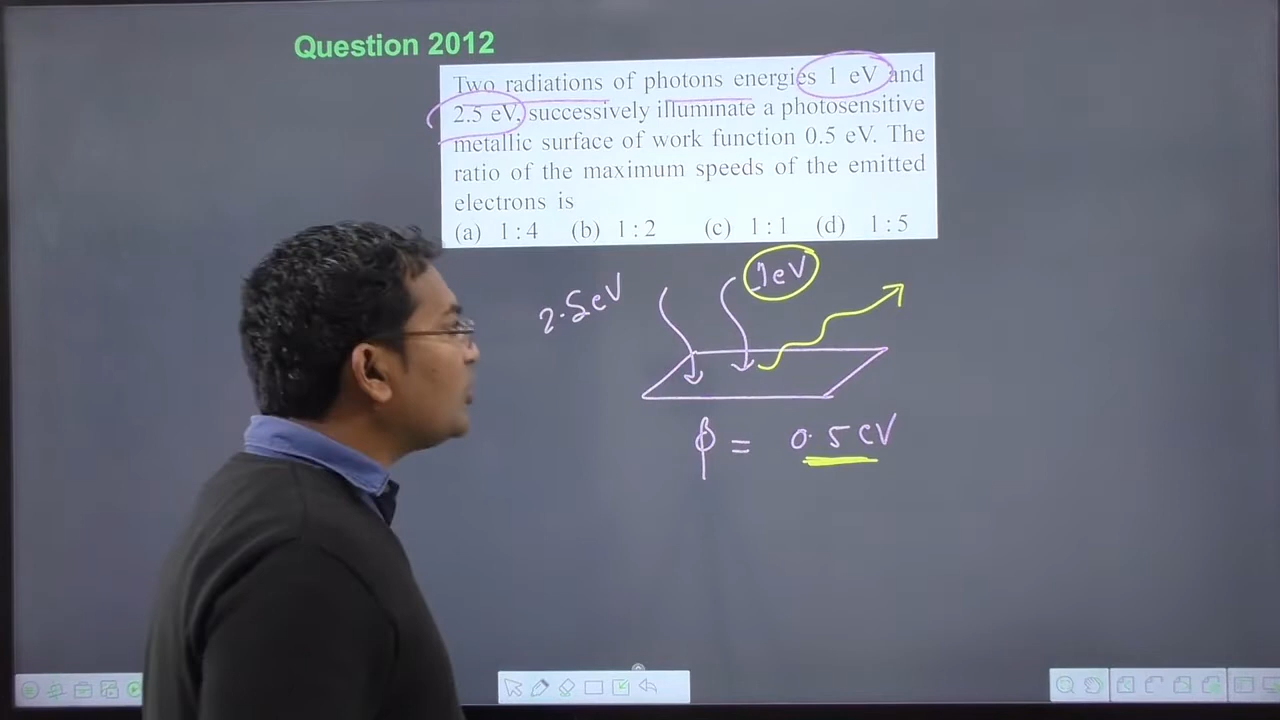 Question 2012
Two radiations of photons energies 1 eV and
2.5 eV, successively illuminate a photosensitive
metallic surface of work function 0.5 eV. The
ratio of the maximum speeds of the emitted
electrons is
(a) 1 : 4 (b) 1 : 2 (c) 1 : 1 (d) 1 : 5
2.5eV 1eV
ϕ = 0.5 eV